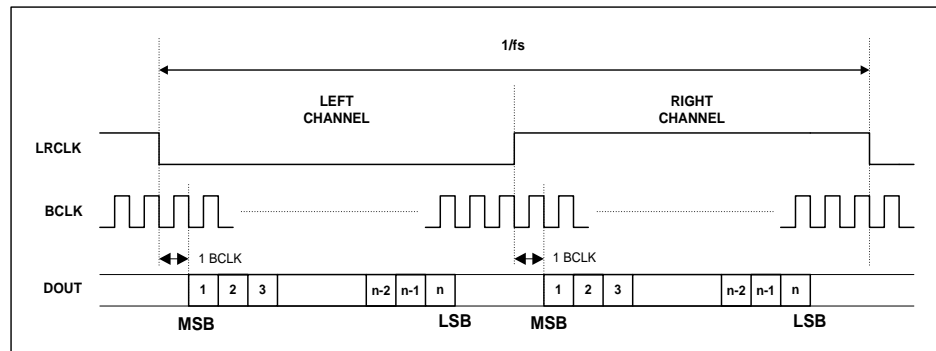 1/fs
LEFT
CHANNEL
RIGHT
CHANNEL
LRCLK
BCLK
1 BCLK
1 BCLK
DOUT
1 2 3 n-2 n-1 n 1 2 3 n-2 n-1 n
MSB LSB MSB LSB